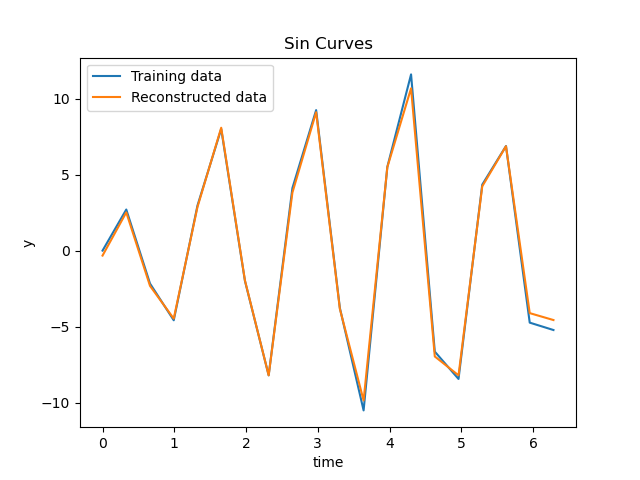 Sin Curves
Training data
Reconstructed data
10
5
0
−5
−10
y
0 1 2 3 4 5 6
time